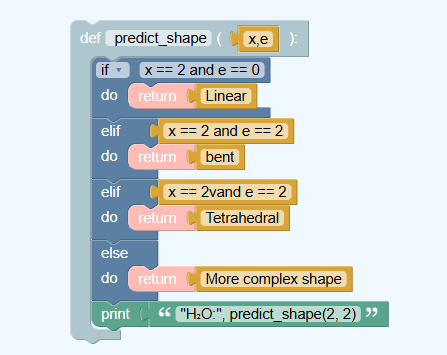 def predict_shape ( x,e ):
if x == 2 and e == 0
do return Linear
elif x == 2 and e == 2
do return bent
elif x == 2vand e == 2
do return Tetrahedral
else
do return More complex shape
print “ "H₂O:", predict_shape(2, 2) ”